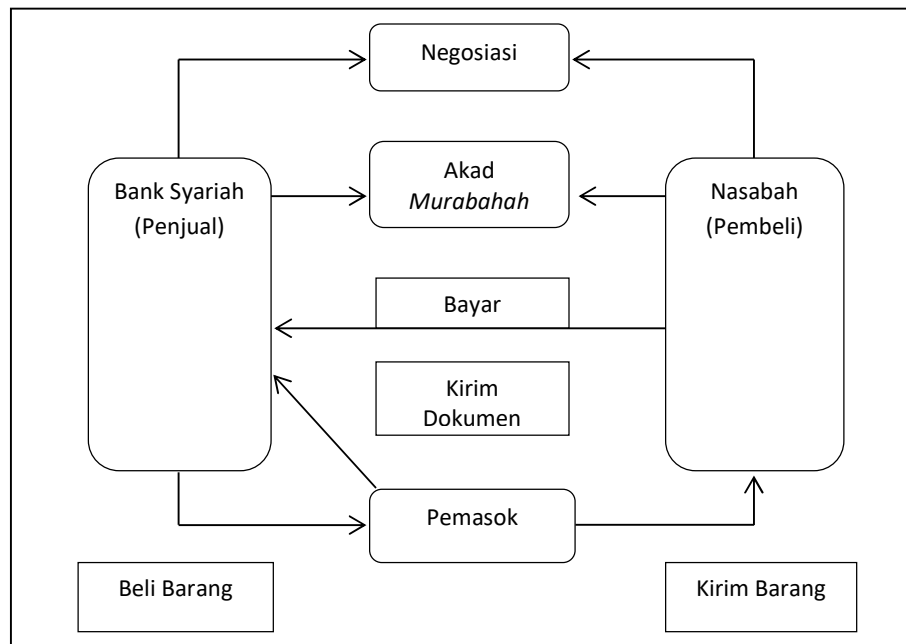 Negosiasi
Bank Syariah
(Penjual)
Akad
Murabahah
Nasabah
(Pembeli)
Bayar
Kirim
Dokumen
Pemasok
Beli Barang
Kirim Barang